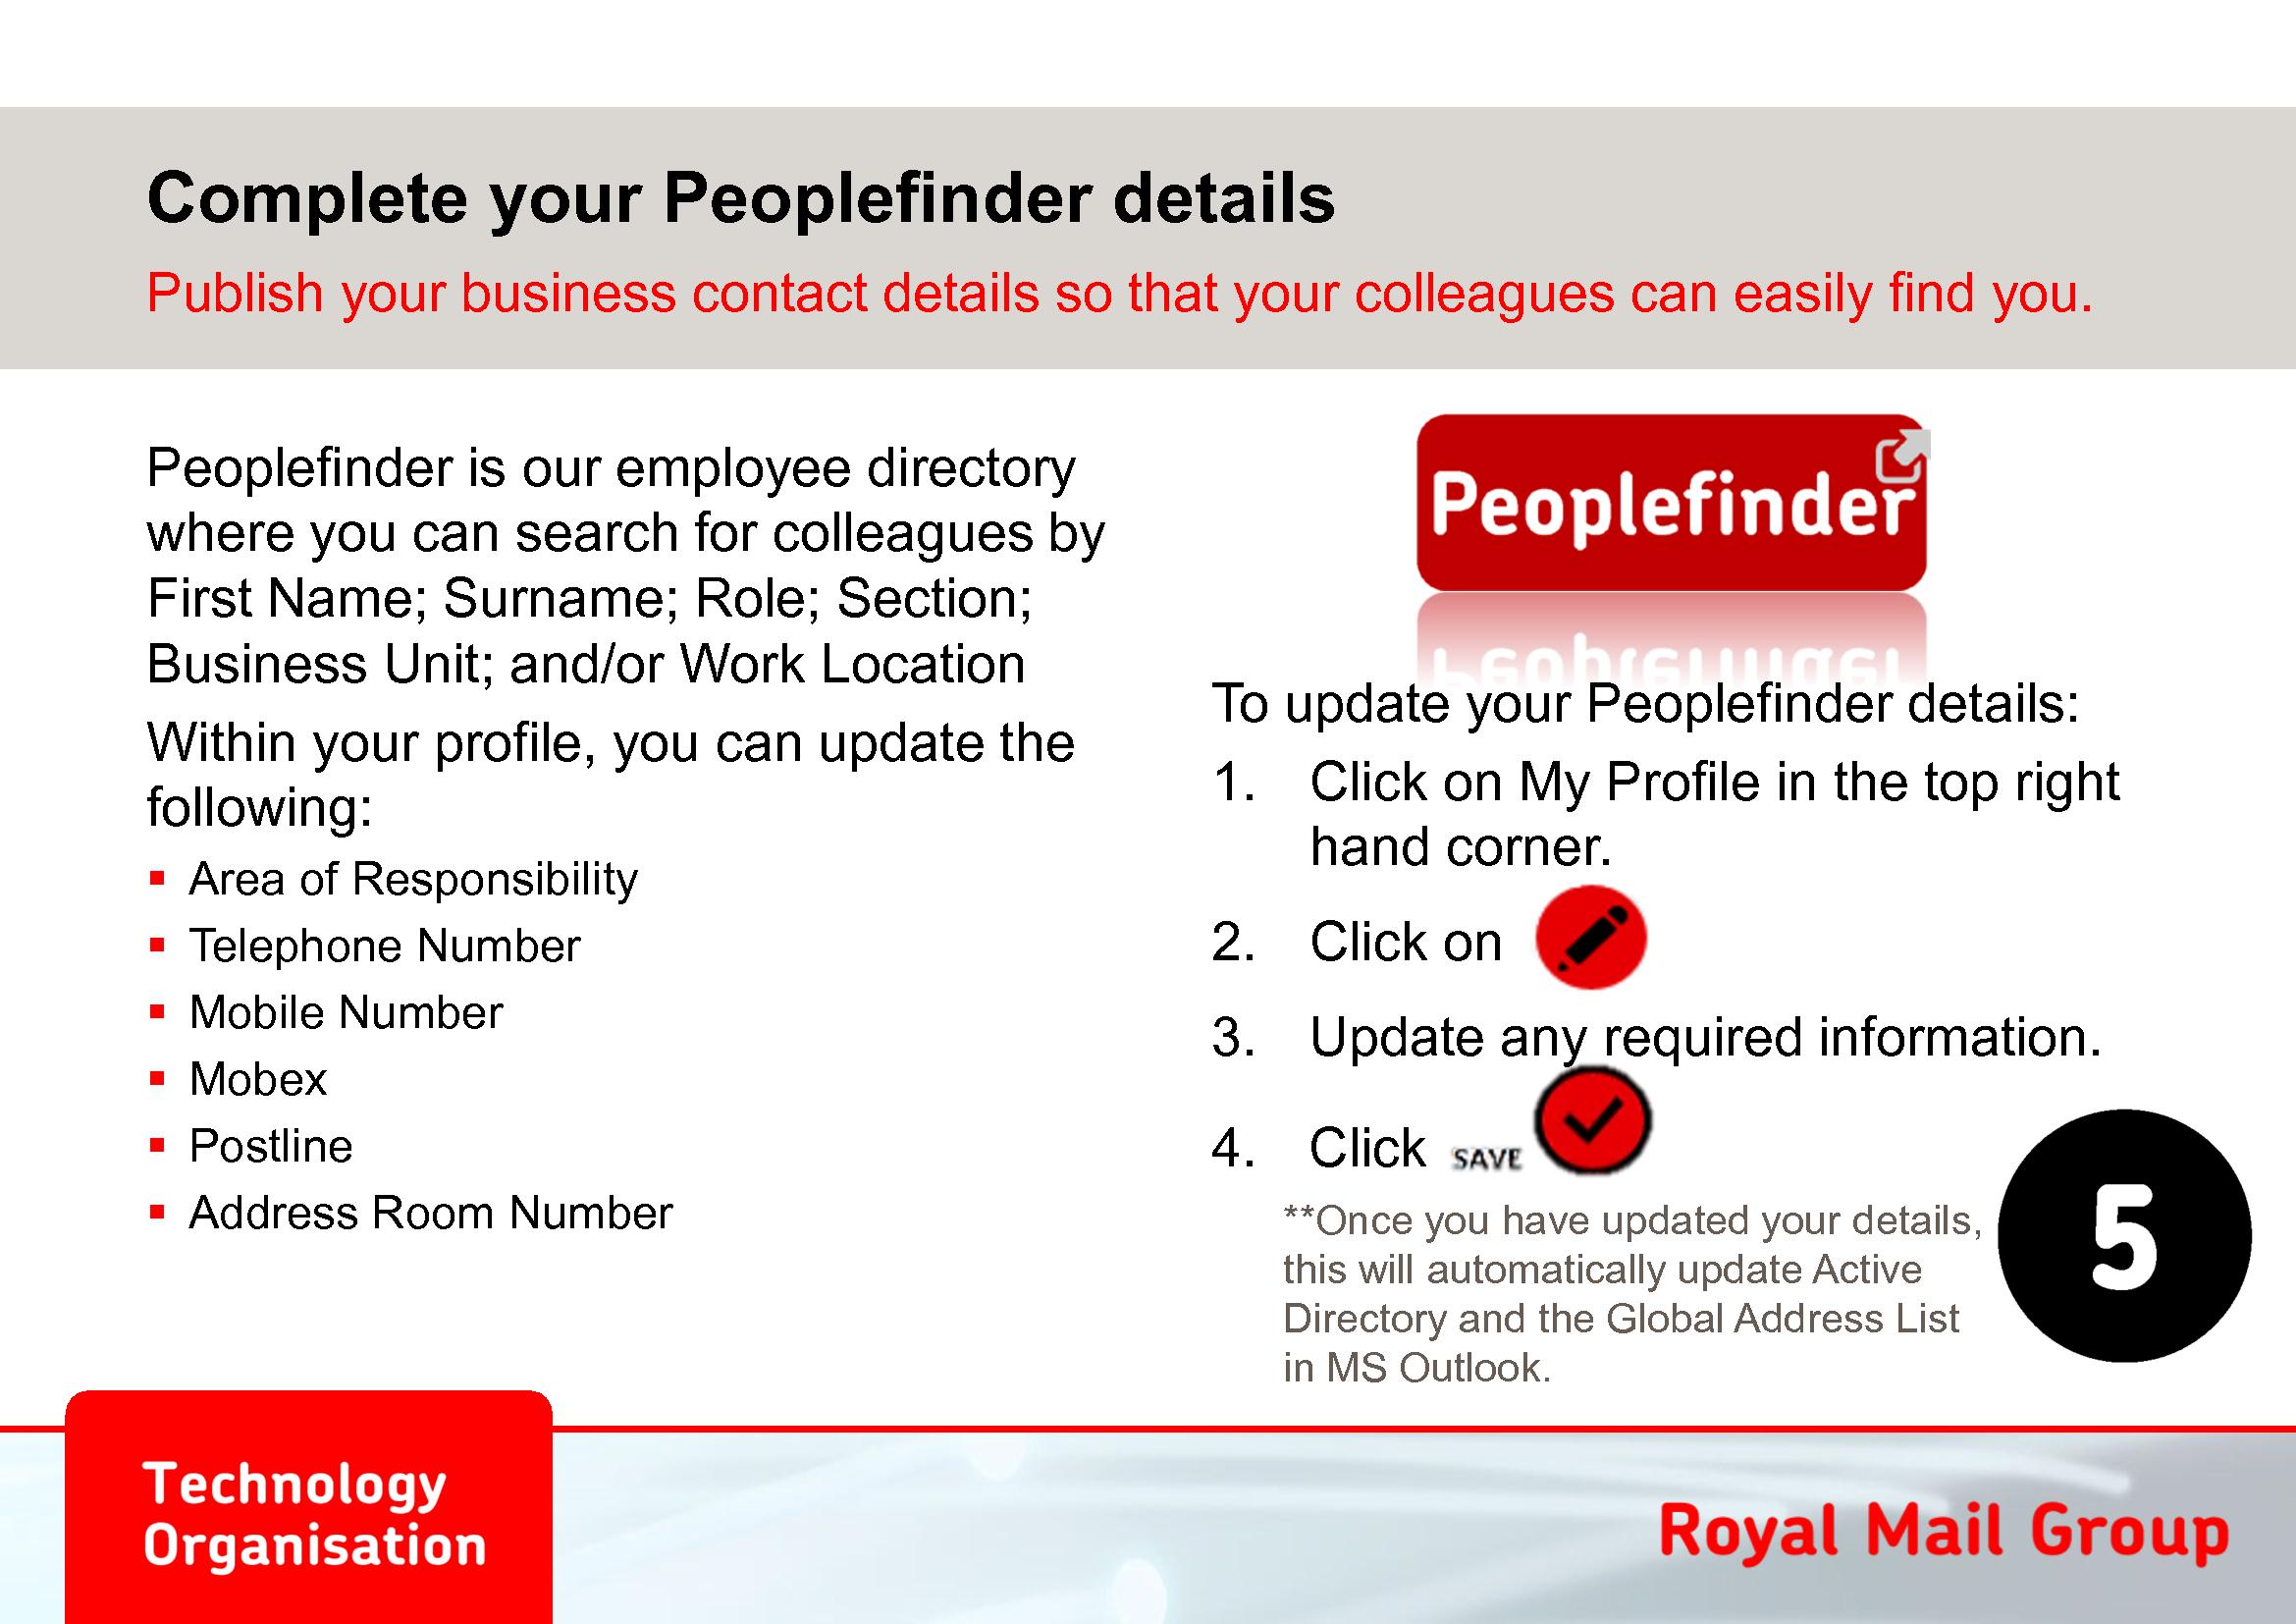 Complete your Peoplefinder details
Publish your business contact details so that your colleagues can easily find you.
Peoplefinder is our employee directory
where you can search for colleagues by
First Name; Surname; Role; Section;
Business Unit; and/or Work Location
Within your profile, you can update the
following:
▪ Area of Responsibility
▪ Telephone Number
▪ Mobile Number
▪ Mobex
▪ Postline
▪ Address Room Number
Peoplefinder
To update your Peoplefinder details:
1. Click on My Profile in the top right
hand corner.
2. Click on
3. Update any required information.
4. Click SAVE
**Once you have updated your details,
this will automatically update Active
Directory and the Global Address List
in MS Outlook.
5
Technology
Organisation
Royal Mail Group